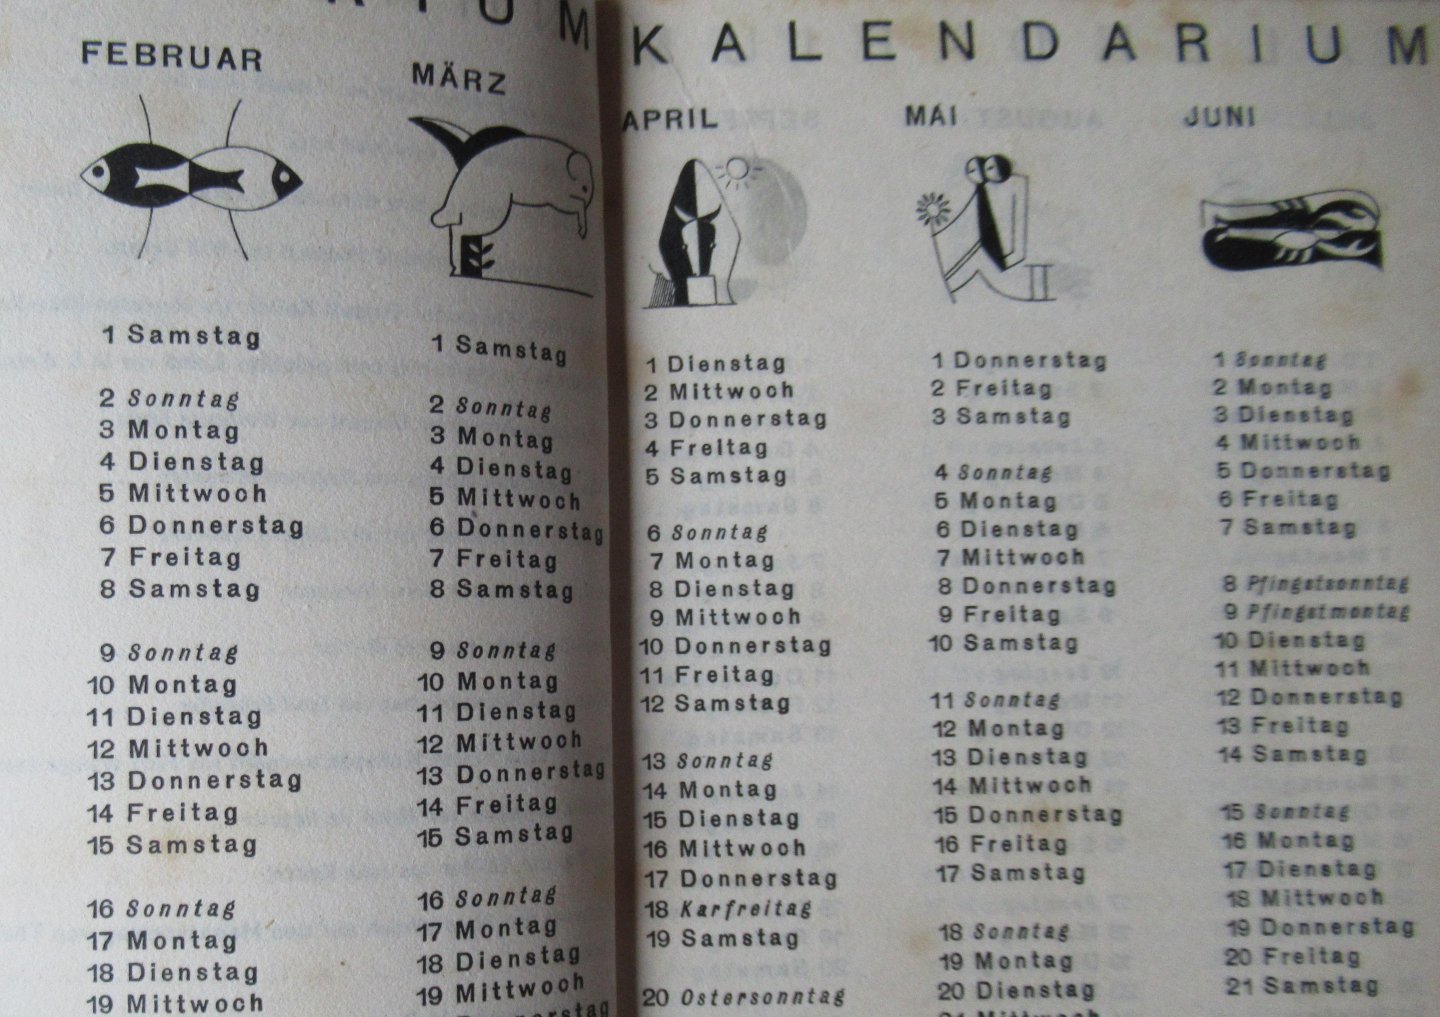 FEBRUAR
1 Samstag
2 Sonntag
3 Montag
4 Dienstag
5 Mittwoch
6 Donnerstag
7 Freitag
8 Samstag
9 Sonntag
10 Montag
11 Dienstag
12 Mittwoch
13 Donnerstag
14 Freitag
15 Samstag
16 Sonntag
17 Montag
18 Dienstag
19 Mittwoch
MÄRZ
1 Samstag
2 Sonntag
3 Montag
4 Dienstag
5 Mittwoch
6 Donnerstag
7 Freitag
8 Samstag
9 Sonntag
10 Montag
11 Dienstag
12 Mittwoch
13 Donnerstag
14 Freitag
15 Samstag
16 Sonntag
17 Montag
18 Dienstag
19 Mittwoch
KALENDARIUM
APRIL
1 Dienstag
2 Mittwoch
3 Donnerstag
4 Freitag
5 Samstag
6 Sonntag
7 Montag
8 Dienstag
9 Mittwoch
10 Donnerstag
11 Freitag
12 Samstag
13 Sonntag
14 Montag
15 Dienstag
16 Mittwoch
17 Donnerstag
18 Karfreitag
19 Samstag
20 Ostersonntag
MAI
1 Donnerstag
2 Freitag
3 Samstag
4 Sonntag
5 Montag
6 Dienstag
7 Mittwoch
8 Donnerstag
9 Freitag
10 Samstag
11 Sonntag
12 Montag
13 Dienstag
14 Mittwoch
15 Donnerstag
16 Freitag
17 Samstag
18 Sonntag
19 Montag
20 Dienstag
JUNI
1 Sonntag
2 Montag
3 Dienstag
4 Mittwoch
5 Donnerstag
6 Freitag
7 Samstag
8 Pfingstsonntag
9 Pfingstmontag
10 Dienstag
11 Mittwoch
12 Donnerstag
13 Freitag
14 Samstag
15 Sonntag
16 Montag
17 Dienstag
18 Mittwoch
19 Donnerstag
20 Freitag
21 Samstag